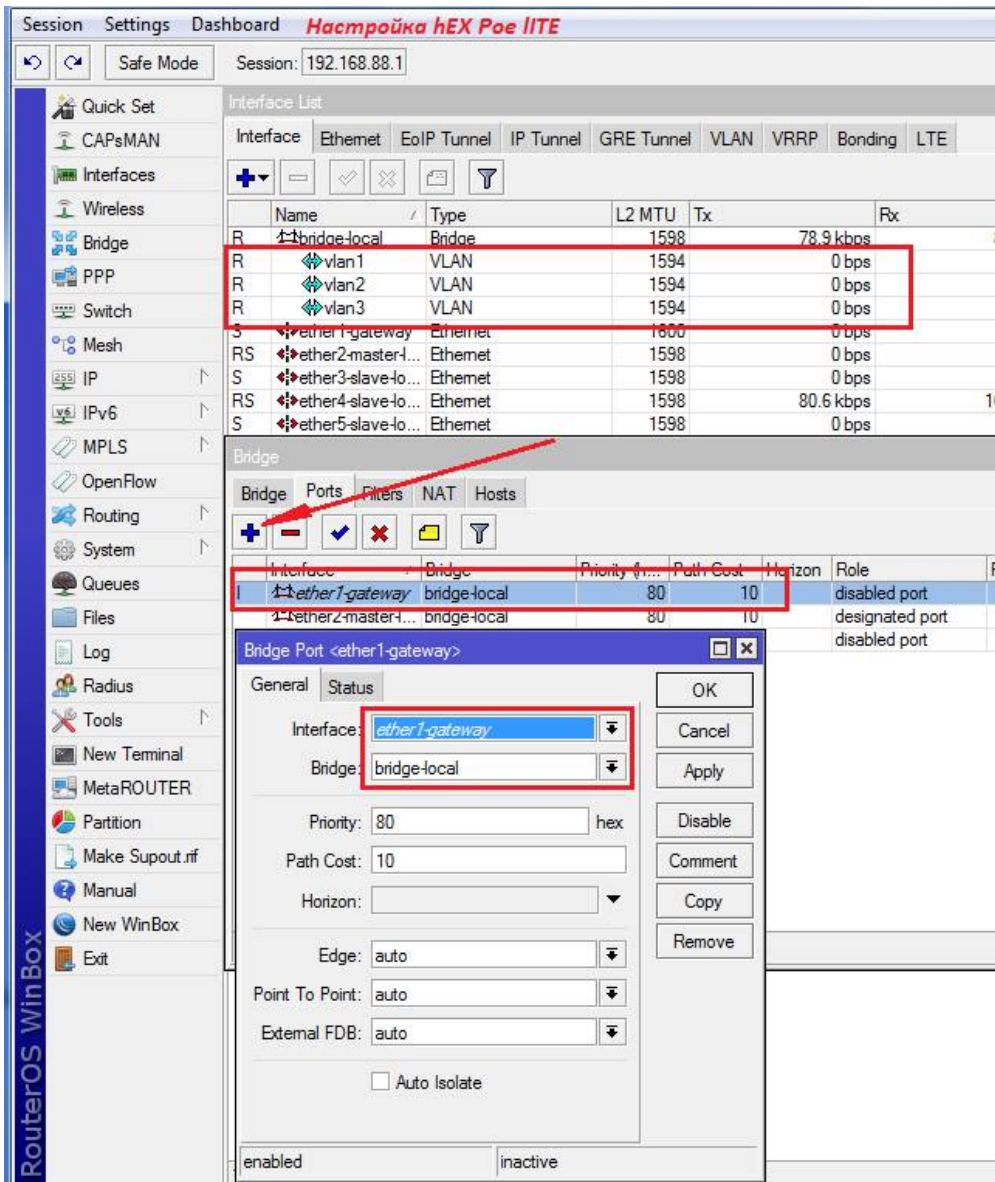 Session Settings Dashboard Настройка hEX Poe lITE
Safe Mode Session: 192.168.88.1
Quick Set
CAPsMAN
Interfaces
Wireless
Bridge
PPP
Switch
Mesh
IP
IPv6
MPLS
OpenFlow
Routing
System
Queues
Files
Log
Radius
Tools
New Terminal
MetaROUTER
Partition
Make Supout.rif
Manual
New WinBox
Exit
RouterOS WinBox
Interface List
Interface Ethernet EoIP Tunnel IP Tunnel GRE Tunnel VLAN VRRP Bonding LTE
Name Type L2 MTU Tx Rx
R bridge-local Bridge 1598 78.9 kbps
R vlan1 VLAN 1594 0 bps
R vlan2 VLAN 1594 0 bps
R vlan3 VLAN 1594 0 bps
S ether1-gateway Ethernet 1600 0 bps
RS ether2-master-l... Ethernet 1598 0 bps
S ether3-slave-lo... Ethernet 1598 0 bps
RS ether4-slave-lo... Ethernet 1598 80.6 kbps
S ether5-slave-lo... Ethernet 1598 0 bps
Bridge
Bridge Ports Filters NAT Hosts
Interface Bridge Priority (h... Path Cost Horizon Role
I ether1-gateway bridge-local 80 10 disabled port
ether2-master-l... bridge-local 80 10 designated port
disabled port
Bridge Port <ether1-gateway>
General Status
Interface: ether1-gateway
Bridge: bridge-local
Priority: 80 hex
Path Cost: 10
Horizon:
Edge: auto
Point To Point: auto
External FDB: auto
Auto Isolate
enabled inactive
OK
Cancel
Apply
Disable
Comment
Copy
Remove